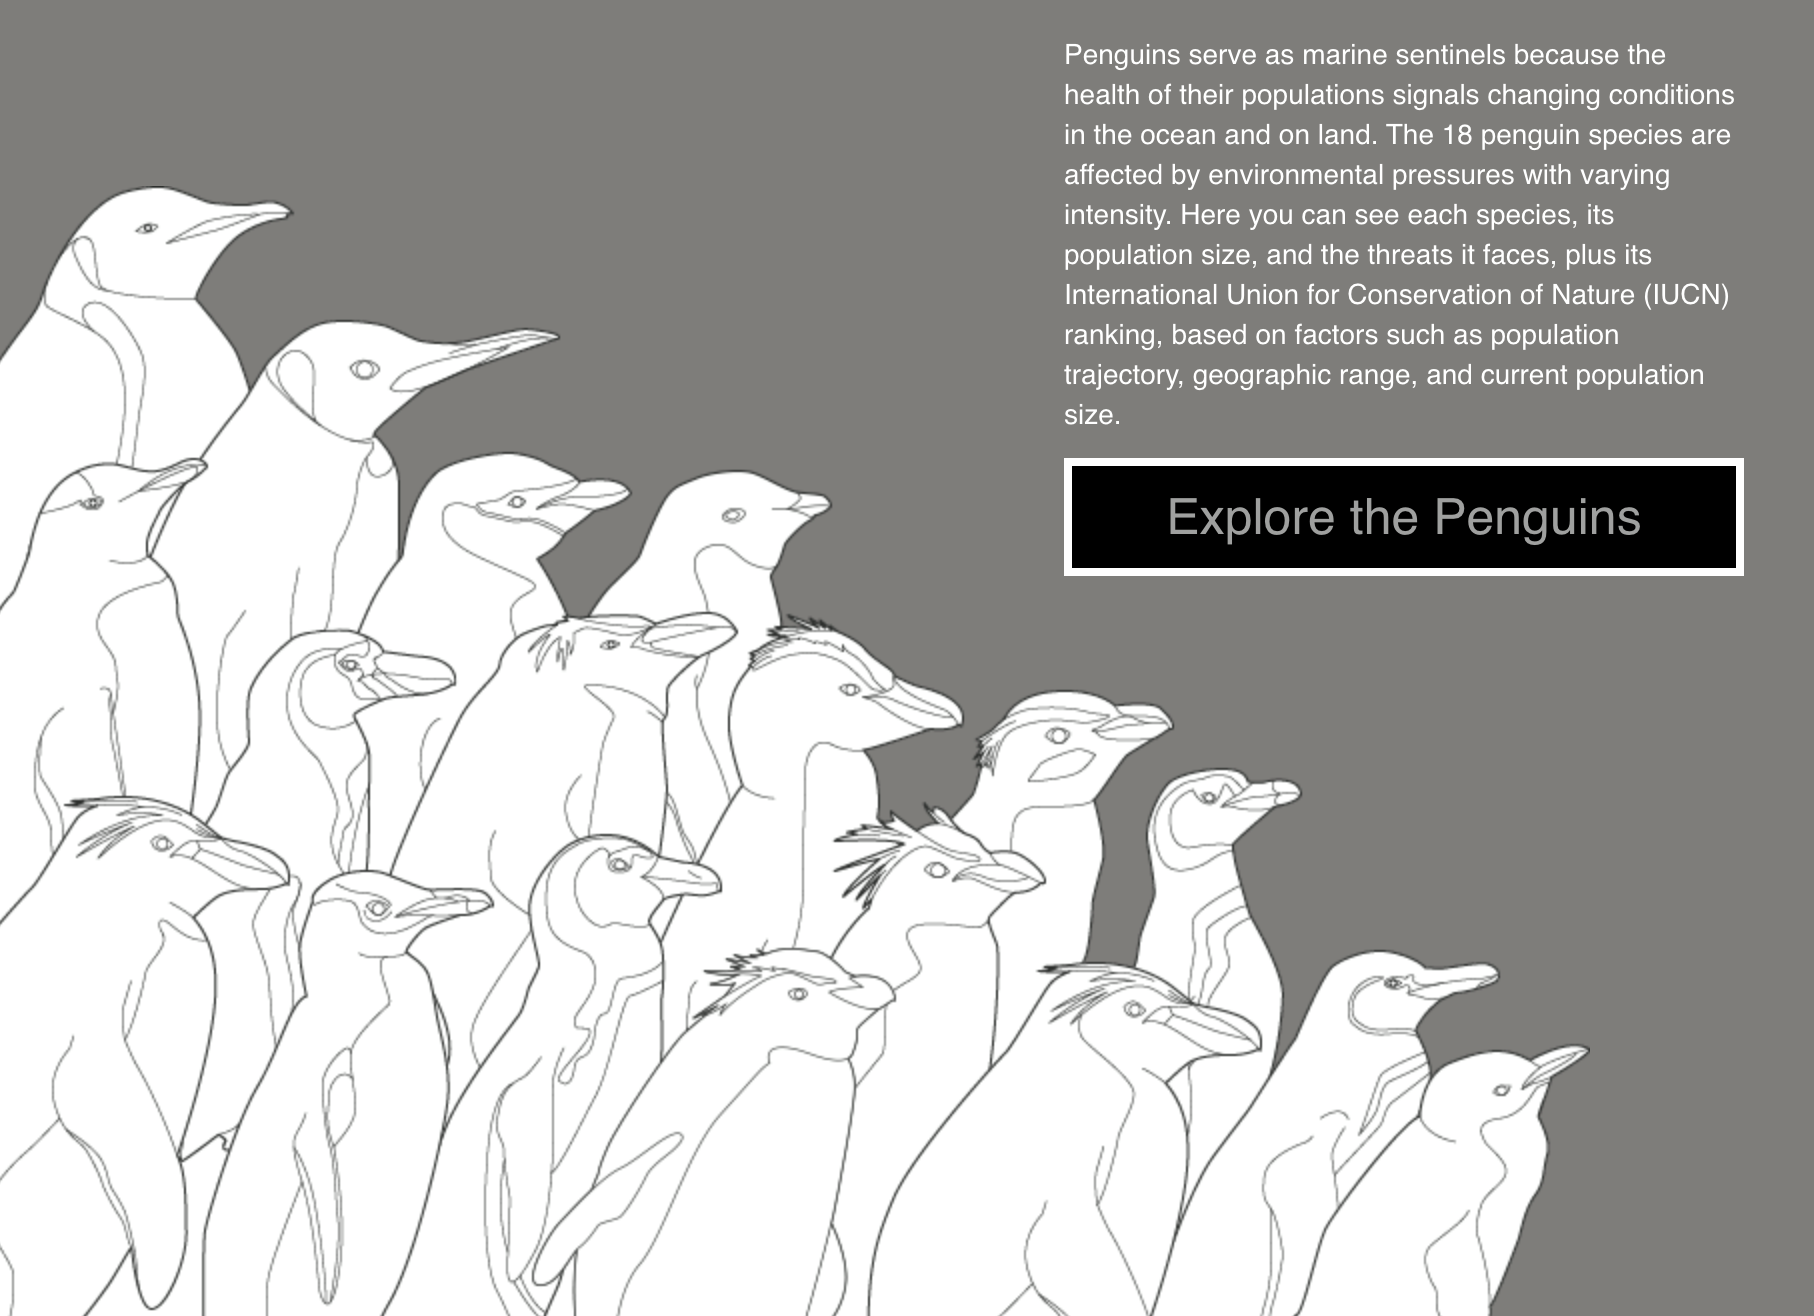 Penguins serve as marine sentinels because the
health of their populations signals changing conditions
in the ocean and on land. The 18 penguin species are
affected by environmental pressures with varying
intensity. Here you can see each species, its
population size, and the threats it faces, plus its
International Union for Conservation of Nature (IUCN)
ranking, based on factors such as population
trajectory, geographic range, and current population
size.
Explore the Penguins